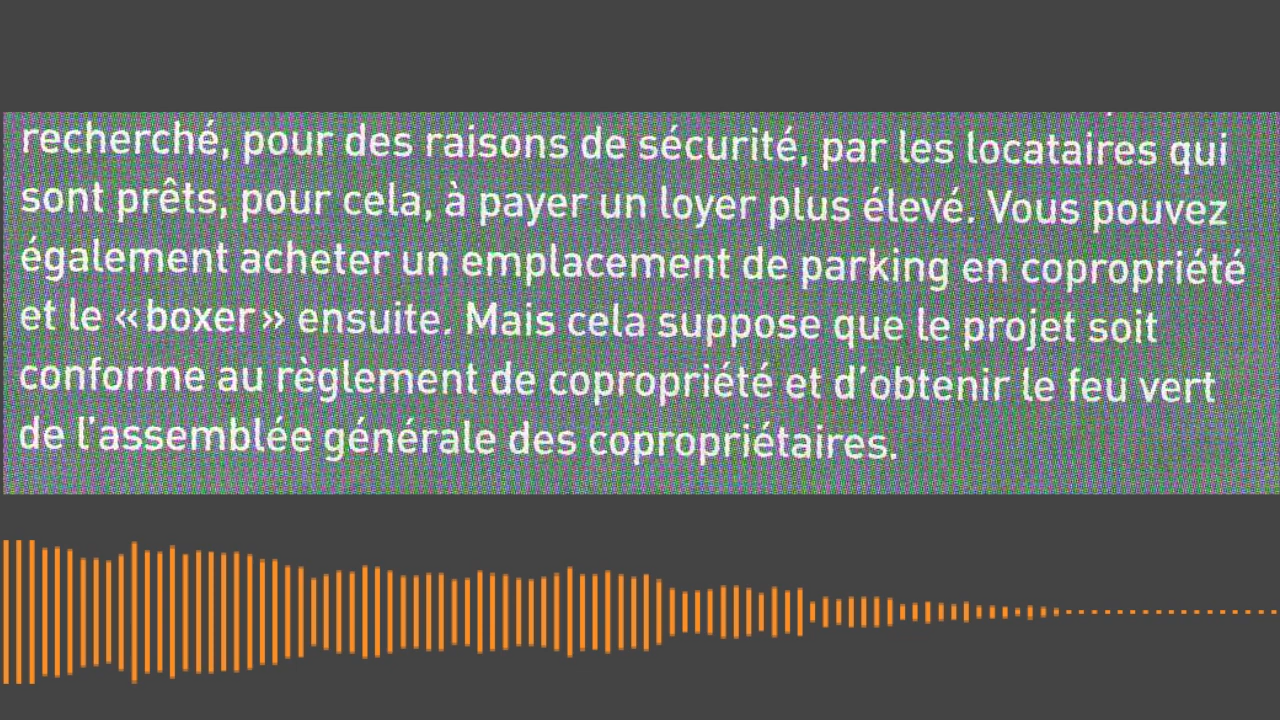 recherché, pour des raisons de sécurité, par les locataires qui
sont prêts, pour cela, à payer un loyer plus élevé. Vous pouvez
également acheter un emplacement de parking en copropriété
et le «boxer» ensuite. Mais cela suppose que le projet soit
conforme au règlement de copropriété et d'obtenir le feu vert
de l'assemblée générale des copropriétaires.